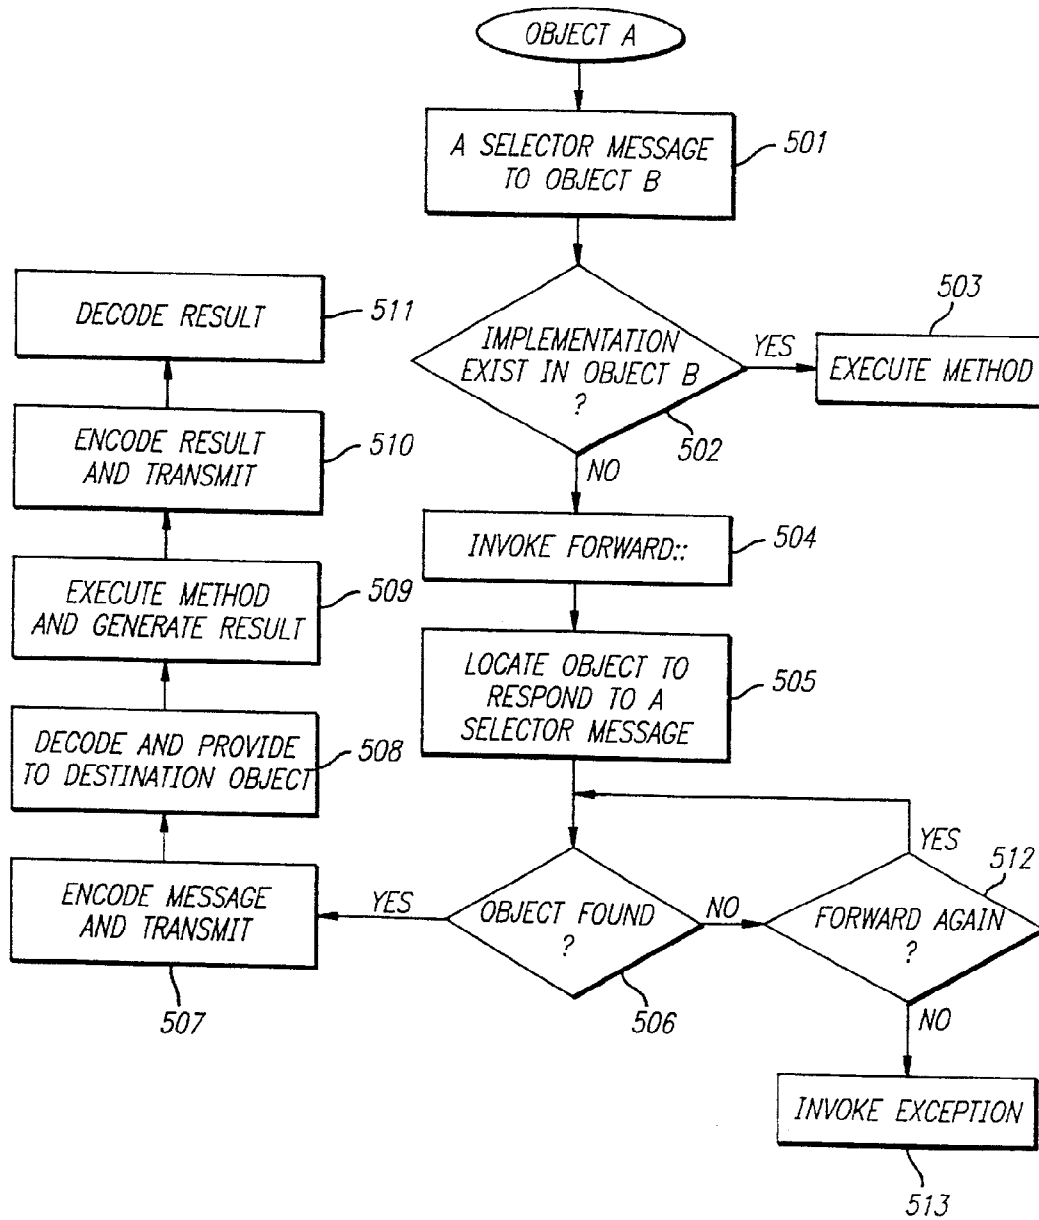 OBJECT A
A SELECTOR MESSAGE
TO OBJECT B
501
IMPLEMENTATION
EXIST IN OBJECT B
?
502
YES
503
EXECUTE METHOD
NO
INVOKE FORWARD::
504
LOCATE OBJECT TO
RESPOND TO A
SELECTOR MESSAGE
505
OBJECT FOUND
?
506
YES
NO
ENCODE MESSAGE
AND TRANSMIT
507
DECODE AND PROVIDE
TO DESTINATION OBJECT
508
EXECUTE METHOD
AND GENERATE RESULT
509
ENCODE RESULT
AND TRANSMIT
510
DECODE RESULT
511
FORWARD AGAIN
?
512
YES
NO
INVOKE EXCEPTION
513